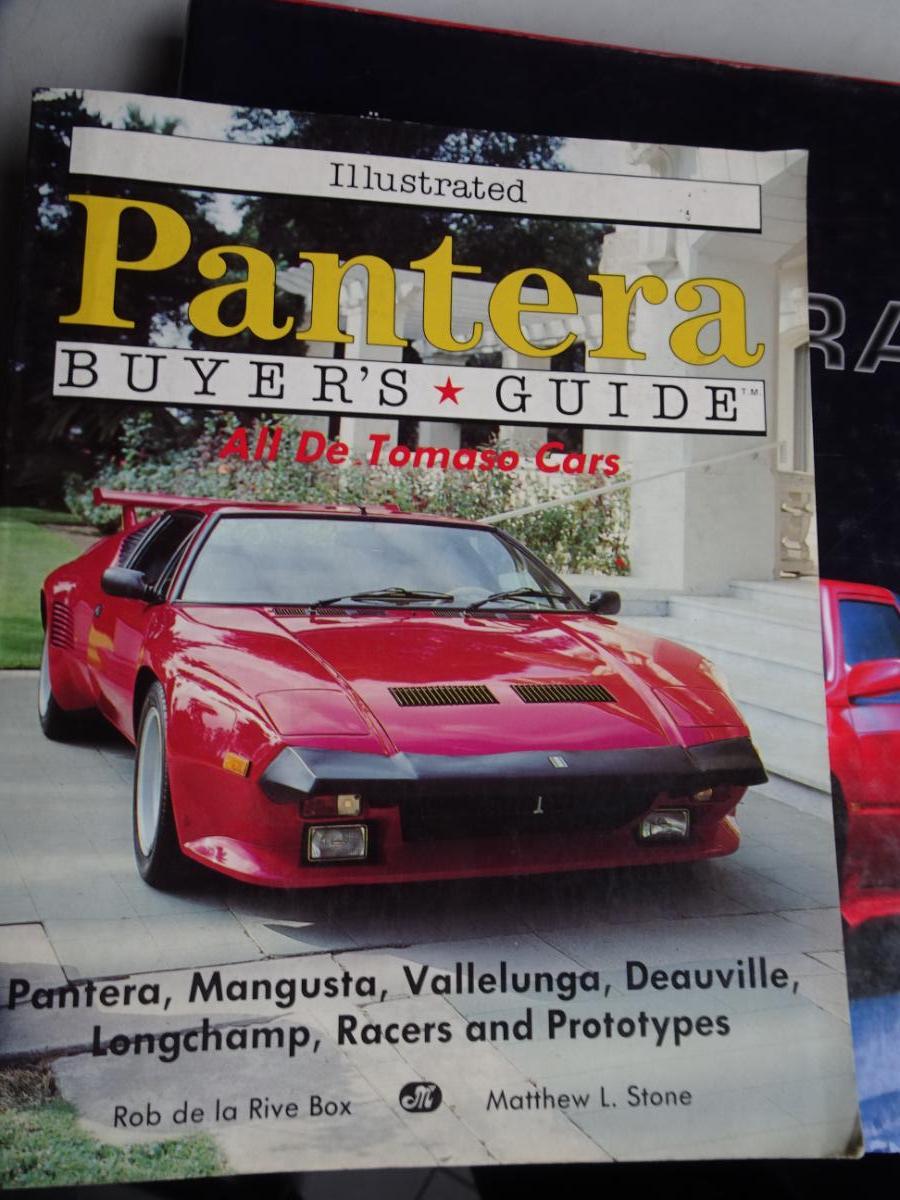 Illustrated
Pantera
BUYER'S ★ GUIDE™
All De Tomaso Cars
Pantera, Mangusta, Vallelunga, Deauville,
Longchamp, Racers and Prototypes
Rob de la Rive Box Matthew L. Stone
RA